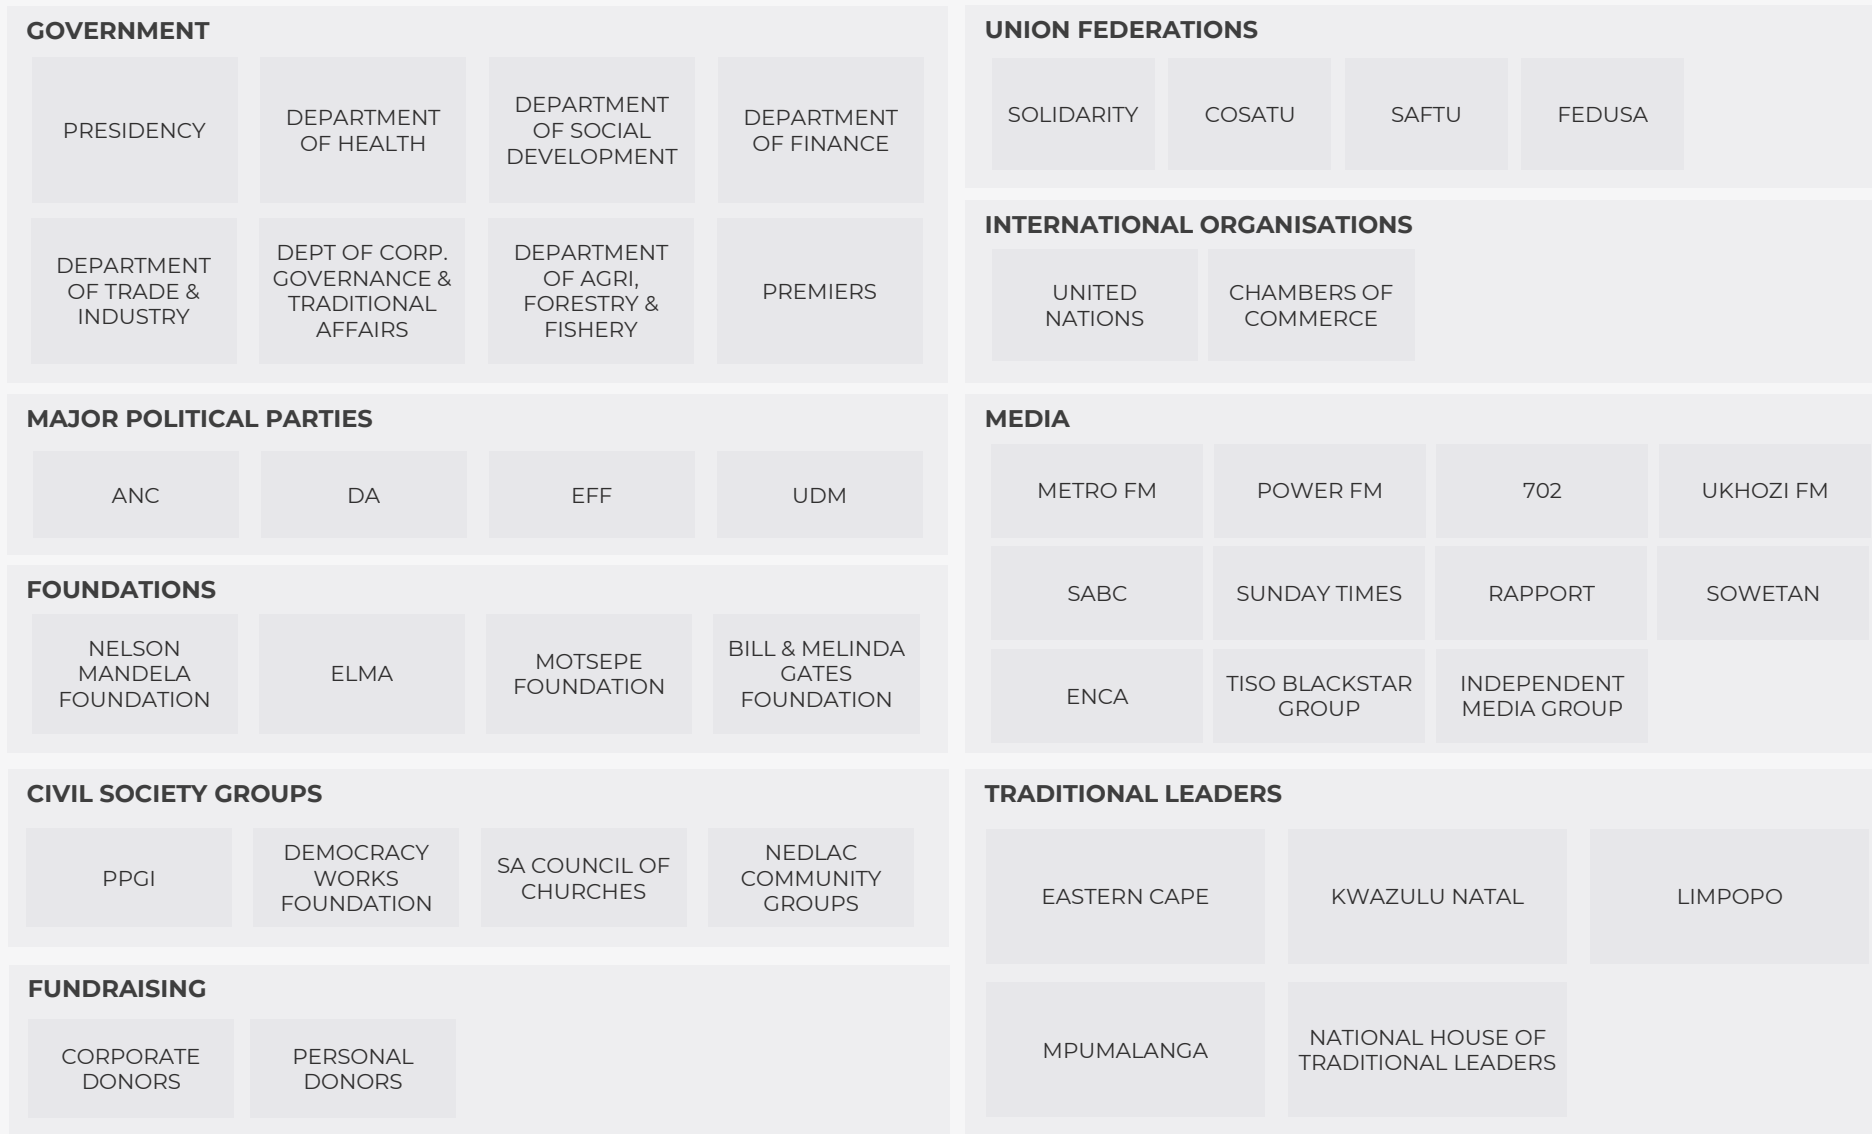 GOVERNMENT
PRESIDENCY
DEPARTMENT
OF HEALTH
DEPARTMENT
OF SOCIAL
DEVELOPMENT
DEPARTMENT
OF FINANCE
DEPARTMENT
OF TRADE &
INDUSTRY
DEPT OF CORP.
GOVERNANCE &
TRADITIONAL
AFFAIRS
DEPARTMENT
OF AGRI,
FORESTRY &
FISHERY
PREMIERS
MAJOR POLITICAL PARTIES
ANC
DA
EFF
UDM
FOUNDATIONS
NELSON
MANDELA
FOUNDATION
ELMA
MOTSEPE
FOUNDATION
BILL & MELINDA
GATES
FOUNDATION
CIVIL SOCIETY GROUPS
PPGI
DEMOCRACY
WORKS
FOUNDATION
SA COUNCIL OF
CHURCHES
NEDLAC
COMMUNITY
GROUPS
FUNDRAISING
CORPORATE
DONORS
PERSONAL
DONORS
UNION FEDERATIONS
SOLIDARITY
COSATU
SAFTU
FEDUSA
INTERNATIONAL ORGANISATIONS
UNITED
NATIONS
CHAMBERS OF
COMMERCE
MEDIA
METRO FM
POWER FM
702
UKHOZI FM
SABC
SUNDAY TIMES
RAPPORT
SOWETAN
ENCA
TISO BLACKSTAR
GROUP
INDEPENDENT
MEDIA GROUP
TRADITIONAL LEADERS
EASTERN CAPE
KWAZULU NATAL
LIMPOPO
MPUMALANGA
NATIONAL HOUSE OF
TRADITIONAL LEADERS